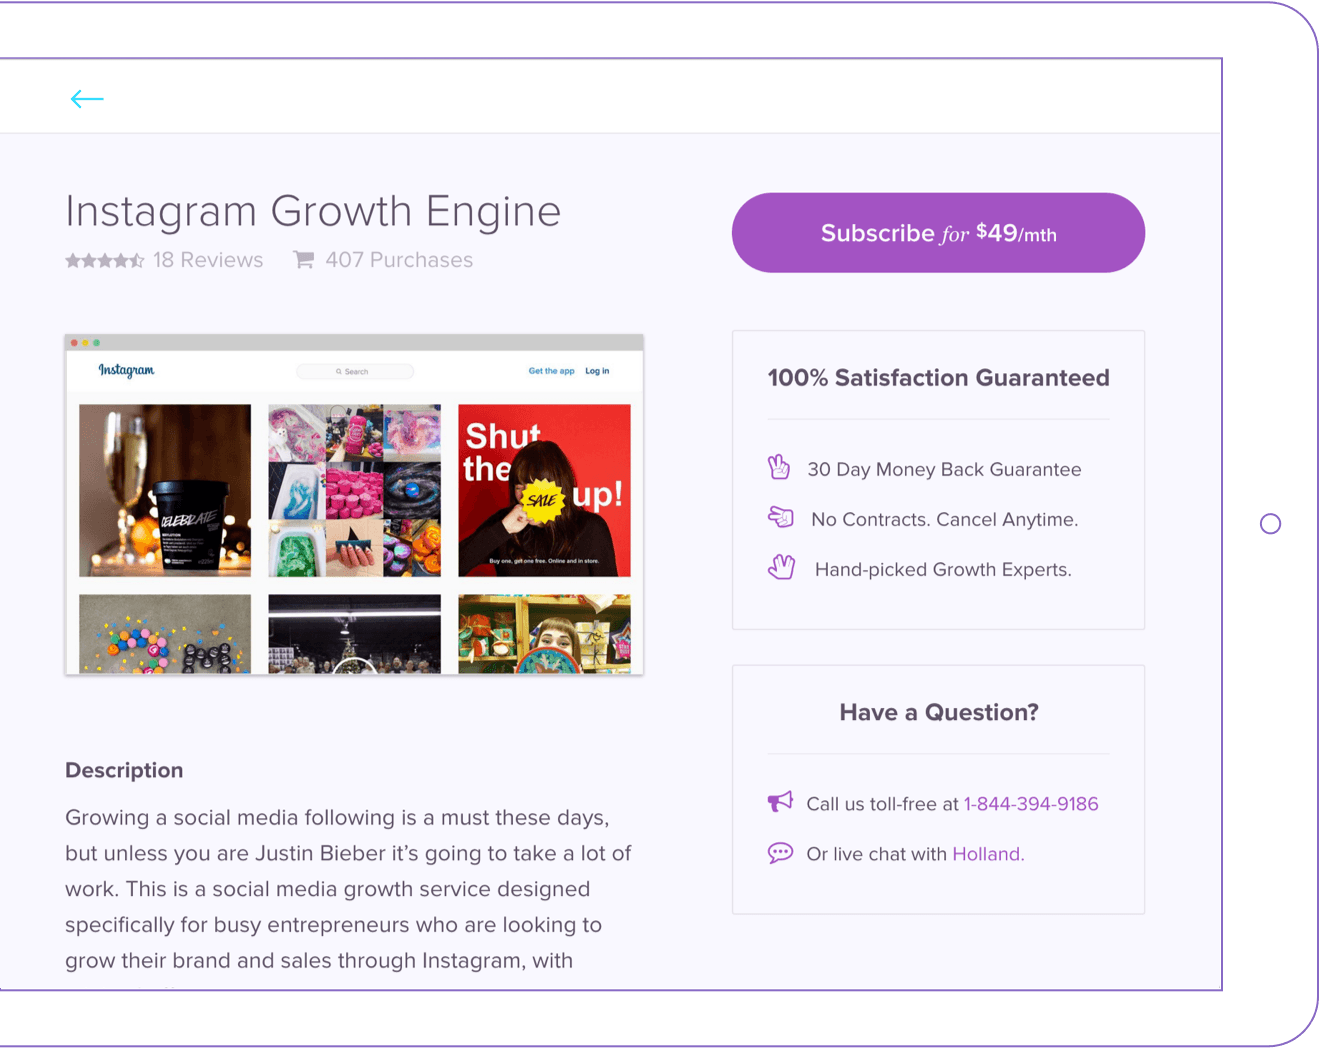 Instagram Growth Engine
18 Reviews 407 Purchases
Subscribe for $49/mth
Instagram
Search
Get the app Log in
CELEBRATE
Shut
the
up!
SALE
Buy one, get one free. Online and in store.
100% Satisfaction Guaranteed
30 Day Money Back Guarantee
No Contracts. Cancel Anytime.
Hand-picked Growth Experts.
Have a Question?
Call us toll-free at 1-844-394-9186
Or live chat with Holland.
Description
Growing a social media following is a must these days,
but unless you are Justin Bieber it’s going to take a lot of
work. This is a social media growth service designed
specifically for busy entrepreneurs who are looking to
grow their brand and sales through Instagram, with